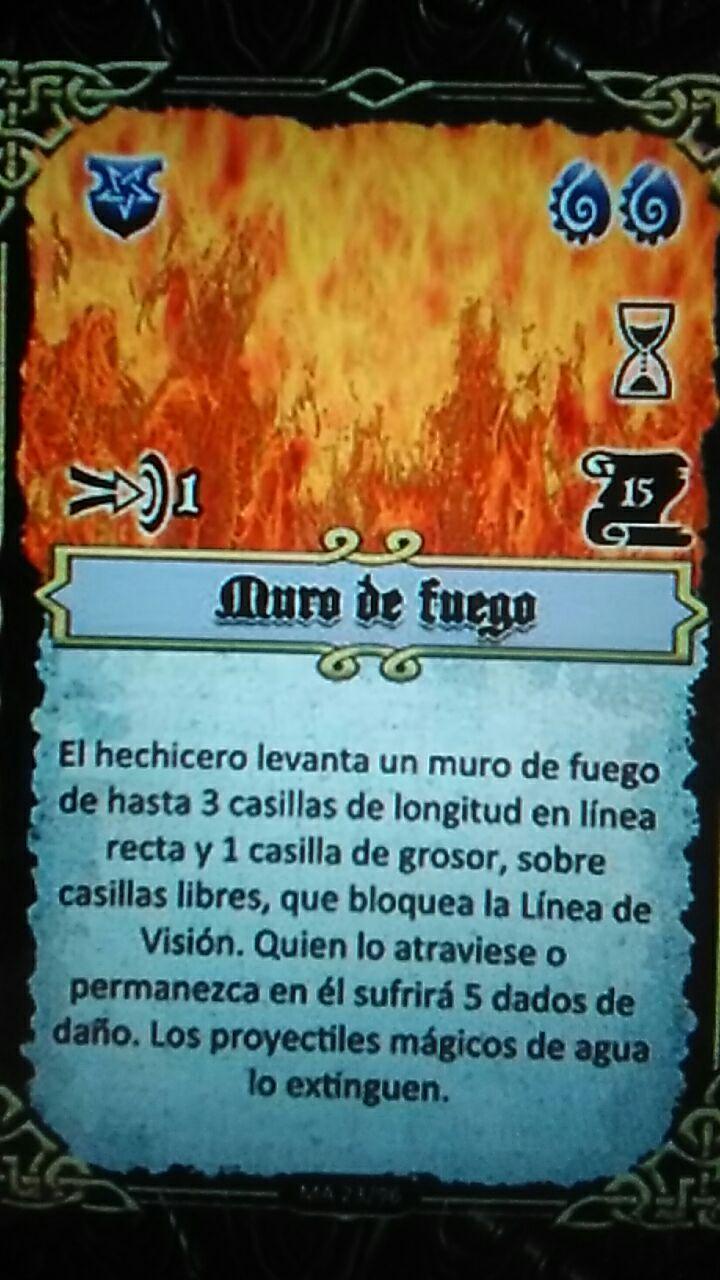 1
15
Muro de fuego
El hechicero levanta un muro de fuego
de hasta 3 casillas de longitud en línea
recta y 1 casilla de grosor, sobre
casillas libres, que bloquea la Línea de
Visión. Quien lo atraviese o
permanezca en él sufrirá 5 dados de
daño. Los proyectiles mágicos de agua
lo extinguen.